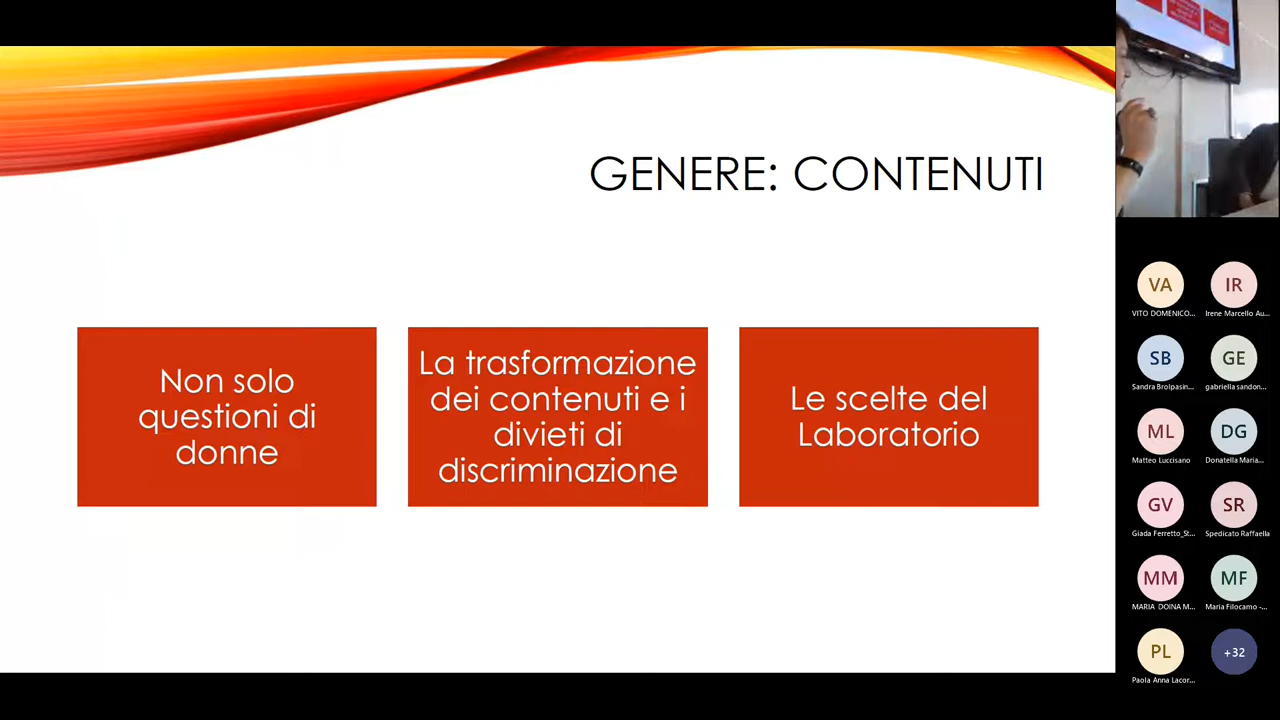 GENERE: CONTENUTI
Non solo
questioni di
donne
La trasformazione
dei contenuti e i
divieti di
discriminazione
Le scelte del
Laboratorio
VA
VITO DOMENICO...
IR
Irene Marcello Au...
SB
Sandra Brolpasin...
GE
gabriella sandon...
ML
Matteo Luccisano
DG
Donatella Maria...
GV
Giada Ferretto_St...
SR
Spedicato Raffaella
MM
MARIA DOINA M...
MF
Maria Filocamo -...
PL
Paola Anna Lacor...
+32